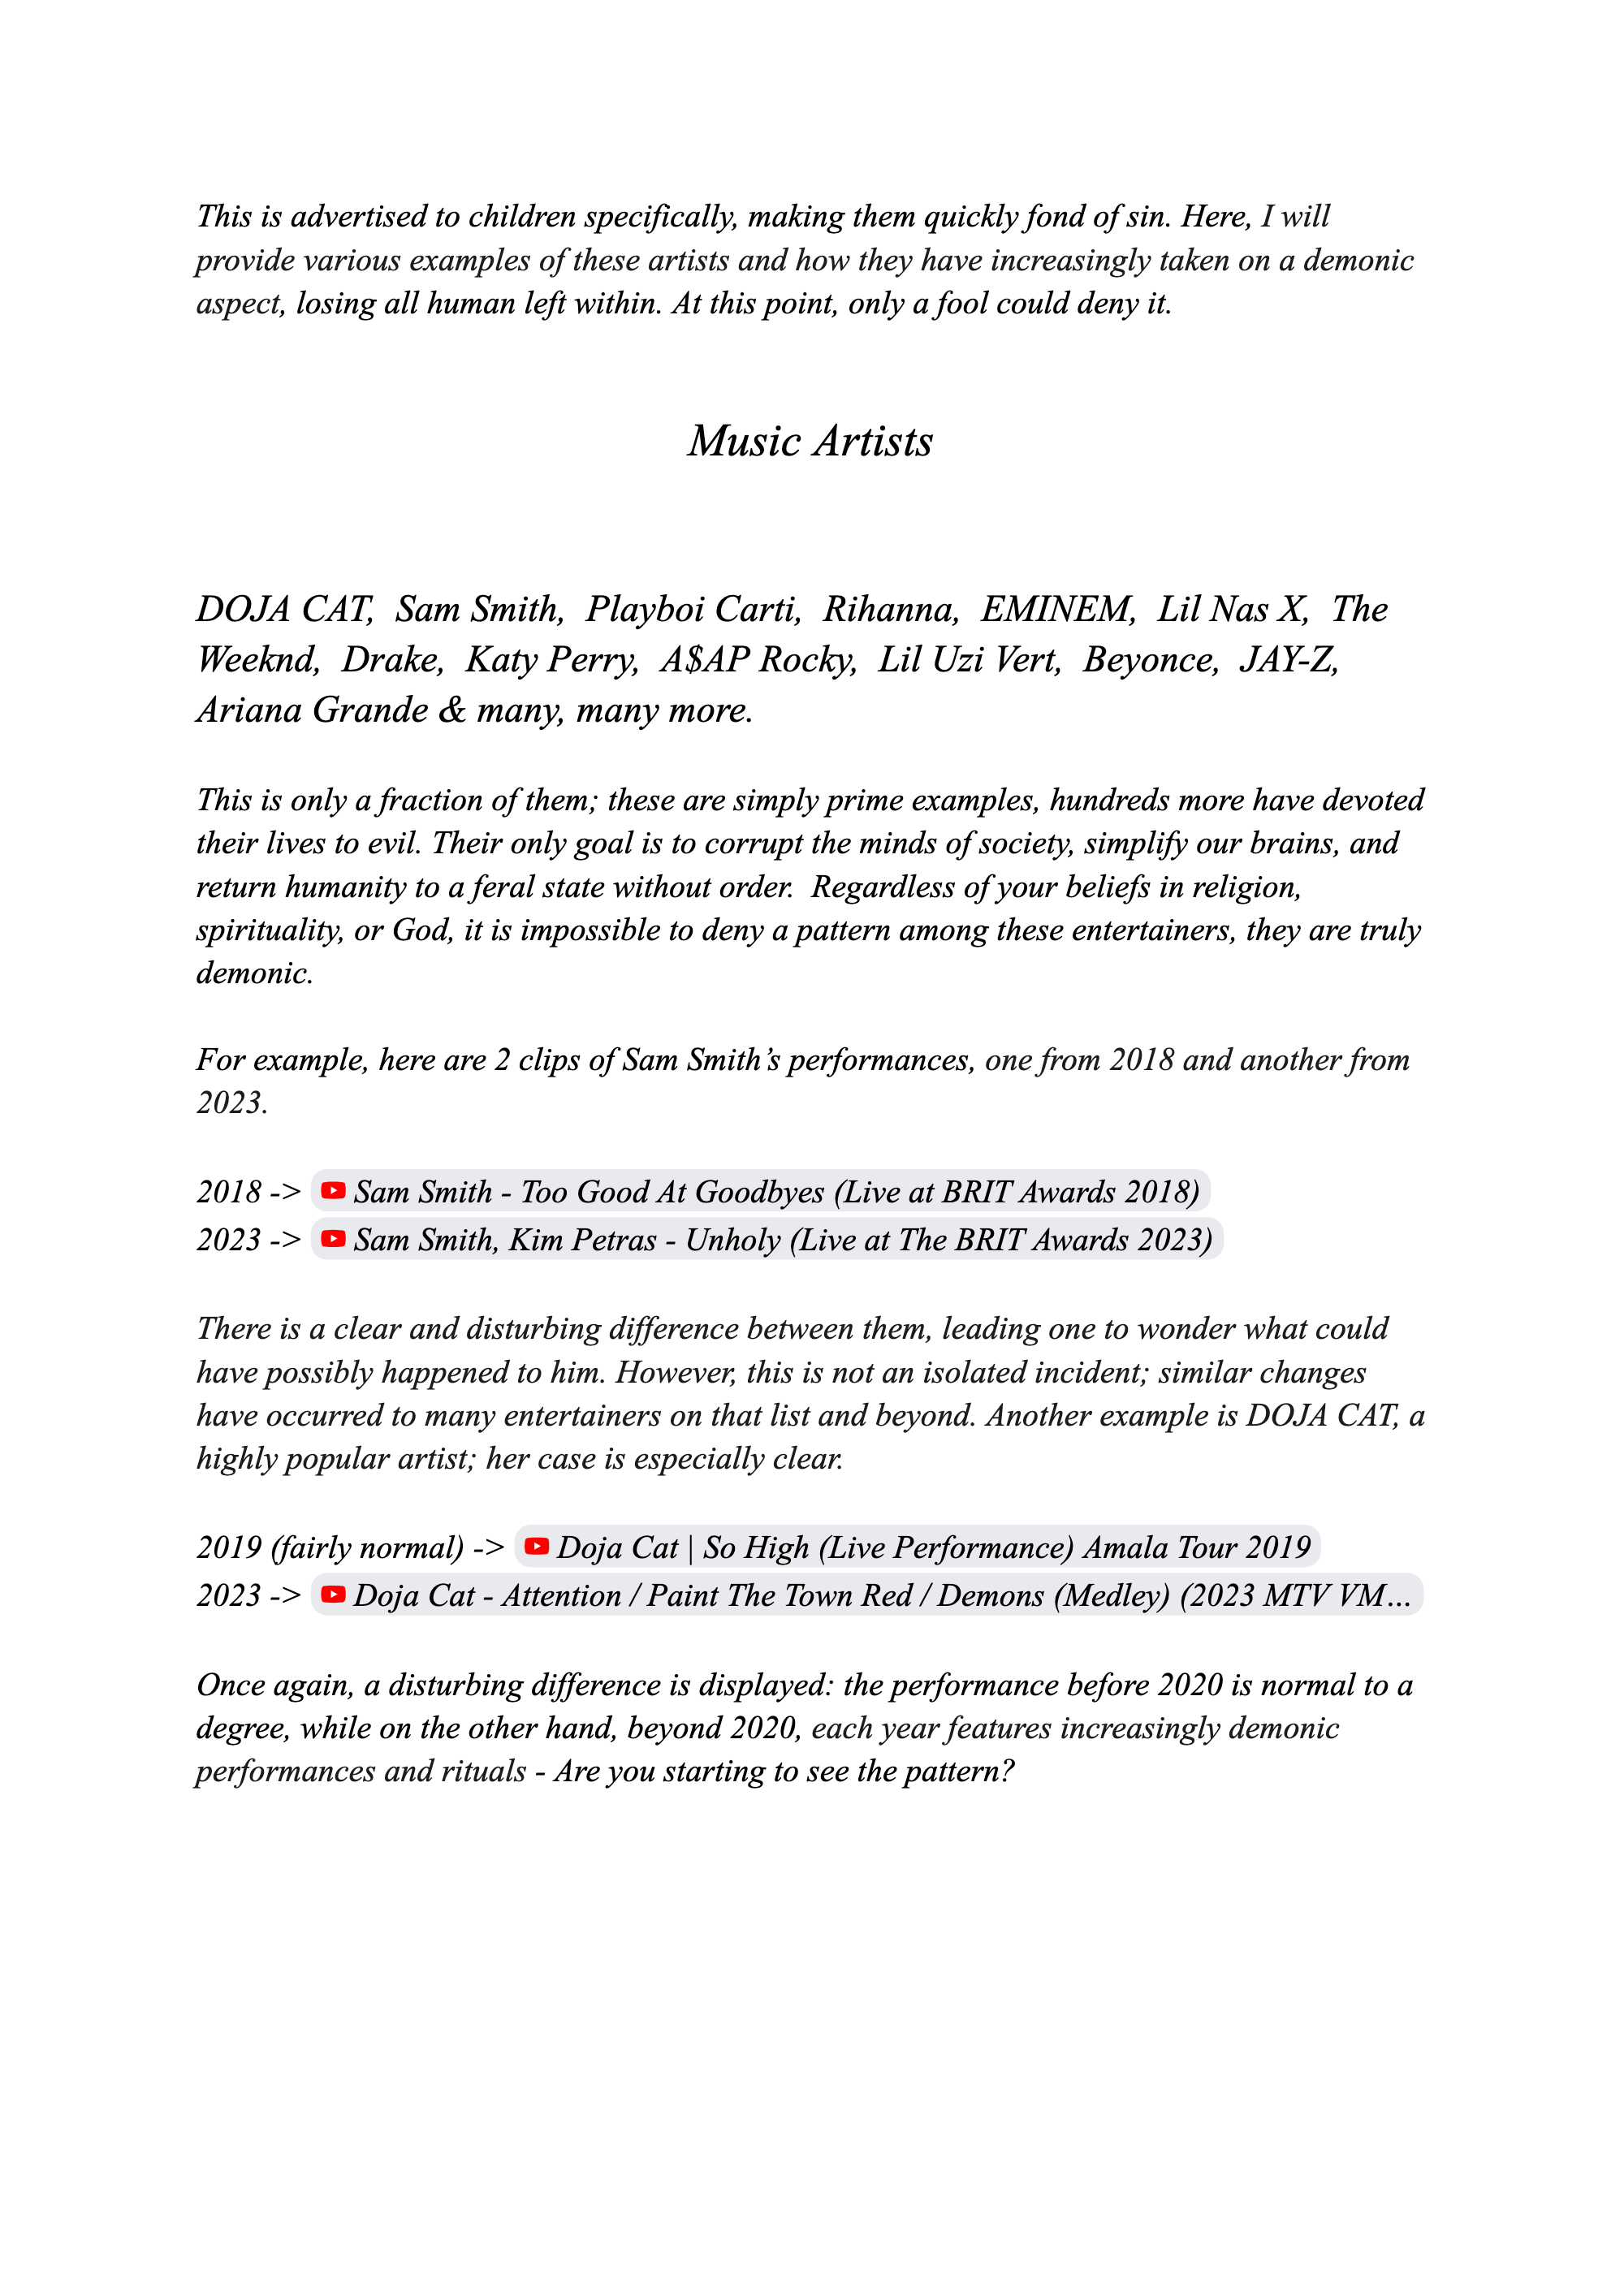 This is advertised to children specifically, making them quickly fond of sin. Here, I will
provide various examples of these artists and how they have increasingly taken on a demonic
aspect, losing all human left within. At this point, only a fool could deny it.
Music Artists
DOJA CAT, Sam Smith, Playboi Carti, Rihanna, EMINEM, Lil Nas X, The
Weeknd, Drake, Katy Perry, A$AP Rocky, Lil Uzi Vert, Beyonce, JAY-Z,
Ariana Grande & many, many more.
This is only a fraction of them; these are simply prime examples, hundreds more have devoted
their lives to evil. Their only goal is to corrupt the minds of society, simplify our brains, and
return humanity to a feral state without order. Regardless of your beliefs in religion,
spirituality, or God, it is impossible to deny a pattern among these entertainers, they are truly
demonic.
For example, here are 2 clips of Sam Smith’s performances, one from 2018 and another from
2023.
2018 -> Sam Smith - Too Good At Goodbyes (Live at BRIT Awards 2018)
2023 -> Sam Smith, Kim Petras - Unholy (Live at The BRIT Awards 2023)
There is a clear and disturbing difference between them, leading one to wonder what could
have possibly happened to him. However, this is not an isolated incident; similar changes
have occurred to many entertainers on that list and beyond. Another example is DOJA CAT, a
highly popular artist; her case is especially clear.
2019 (fairly normal) -> Doja Cat | So High (Live Performance) Amala Tour 2019
2023 -> Doja Cat - Attention / Paint The Town Red / Demons (Medley) (2023 MTV VM...
Once again, a disturbing difference is displayed: the performance before 2020 is normal to a
degree, while on the other hand, beyond 2020, each year features increasingly demonic
performances and rituals - Are you starting to see the pattern?